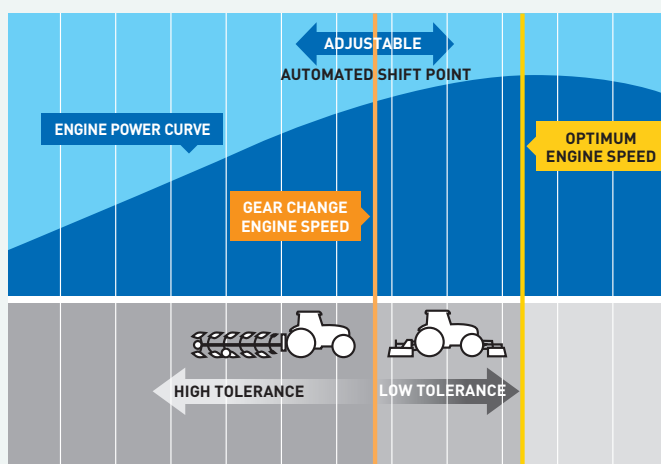 ADJUSTABLE
AUTOMATED SHIFT POINT
ENGINE POWER CURVE
OPTIMUM
ENGINE SPEED
GEAR CHANGE
ENGINE SPEED
HIGH TOLERANCE
LOW TOLERANCE